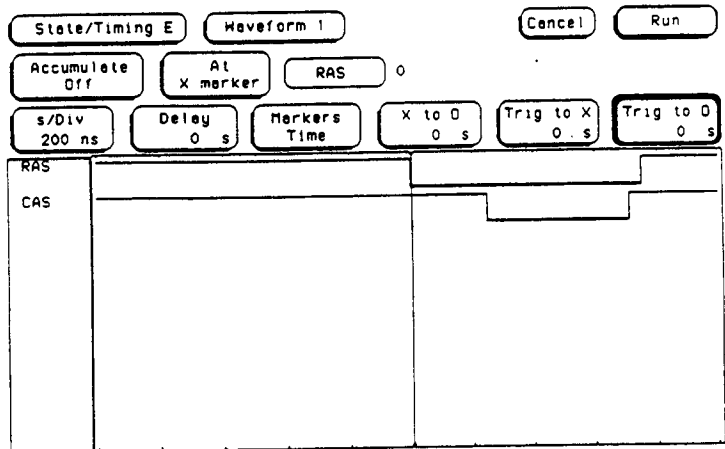 State/Timing E Waveform 1 Cancel Run
Accumulate Off At X marker RAS 0
s/Div 200 ns Delay 0 s Markers Time X to O 0 s Trig to X 0 s Trig to O 0 s
RAS
CAS